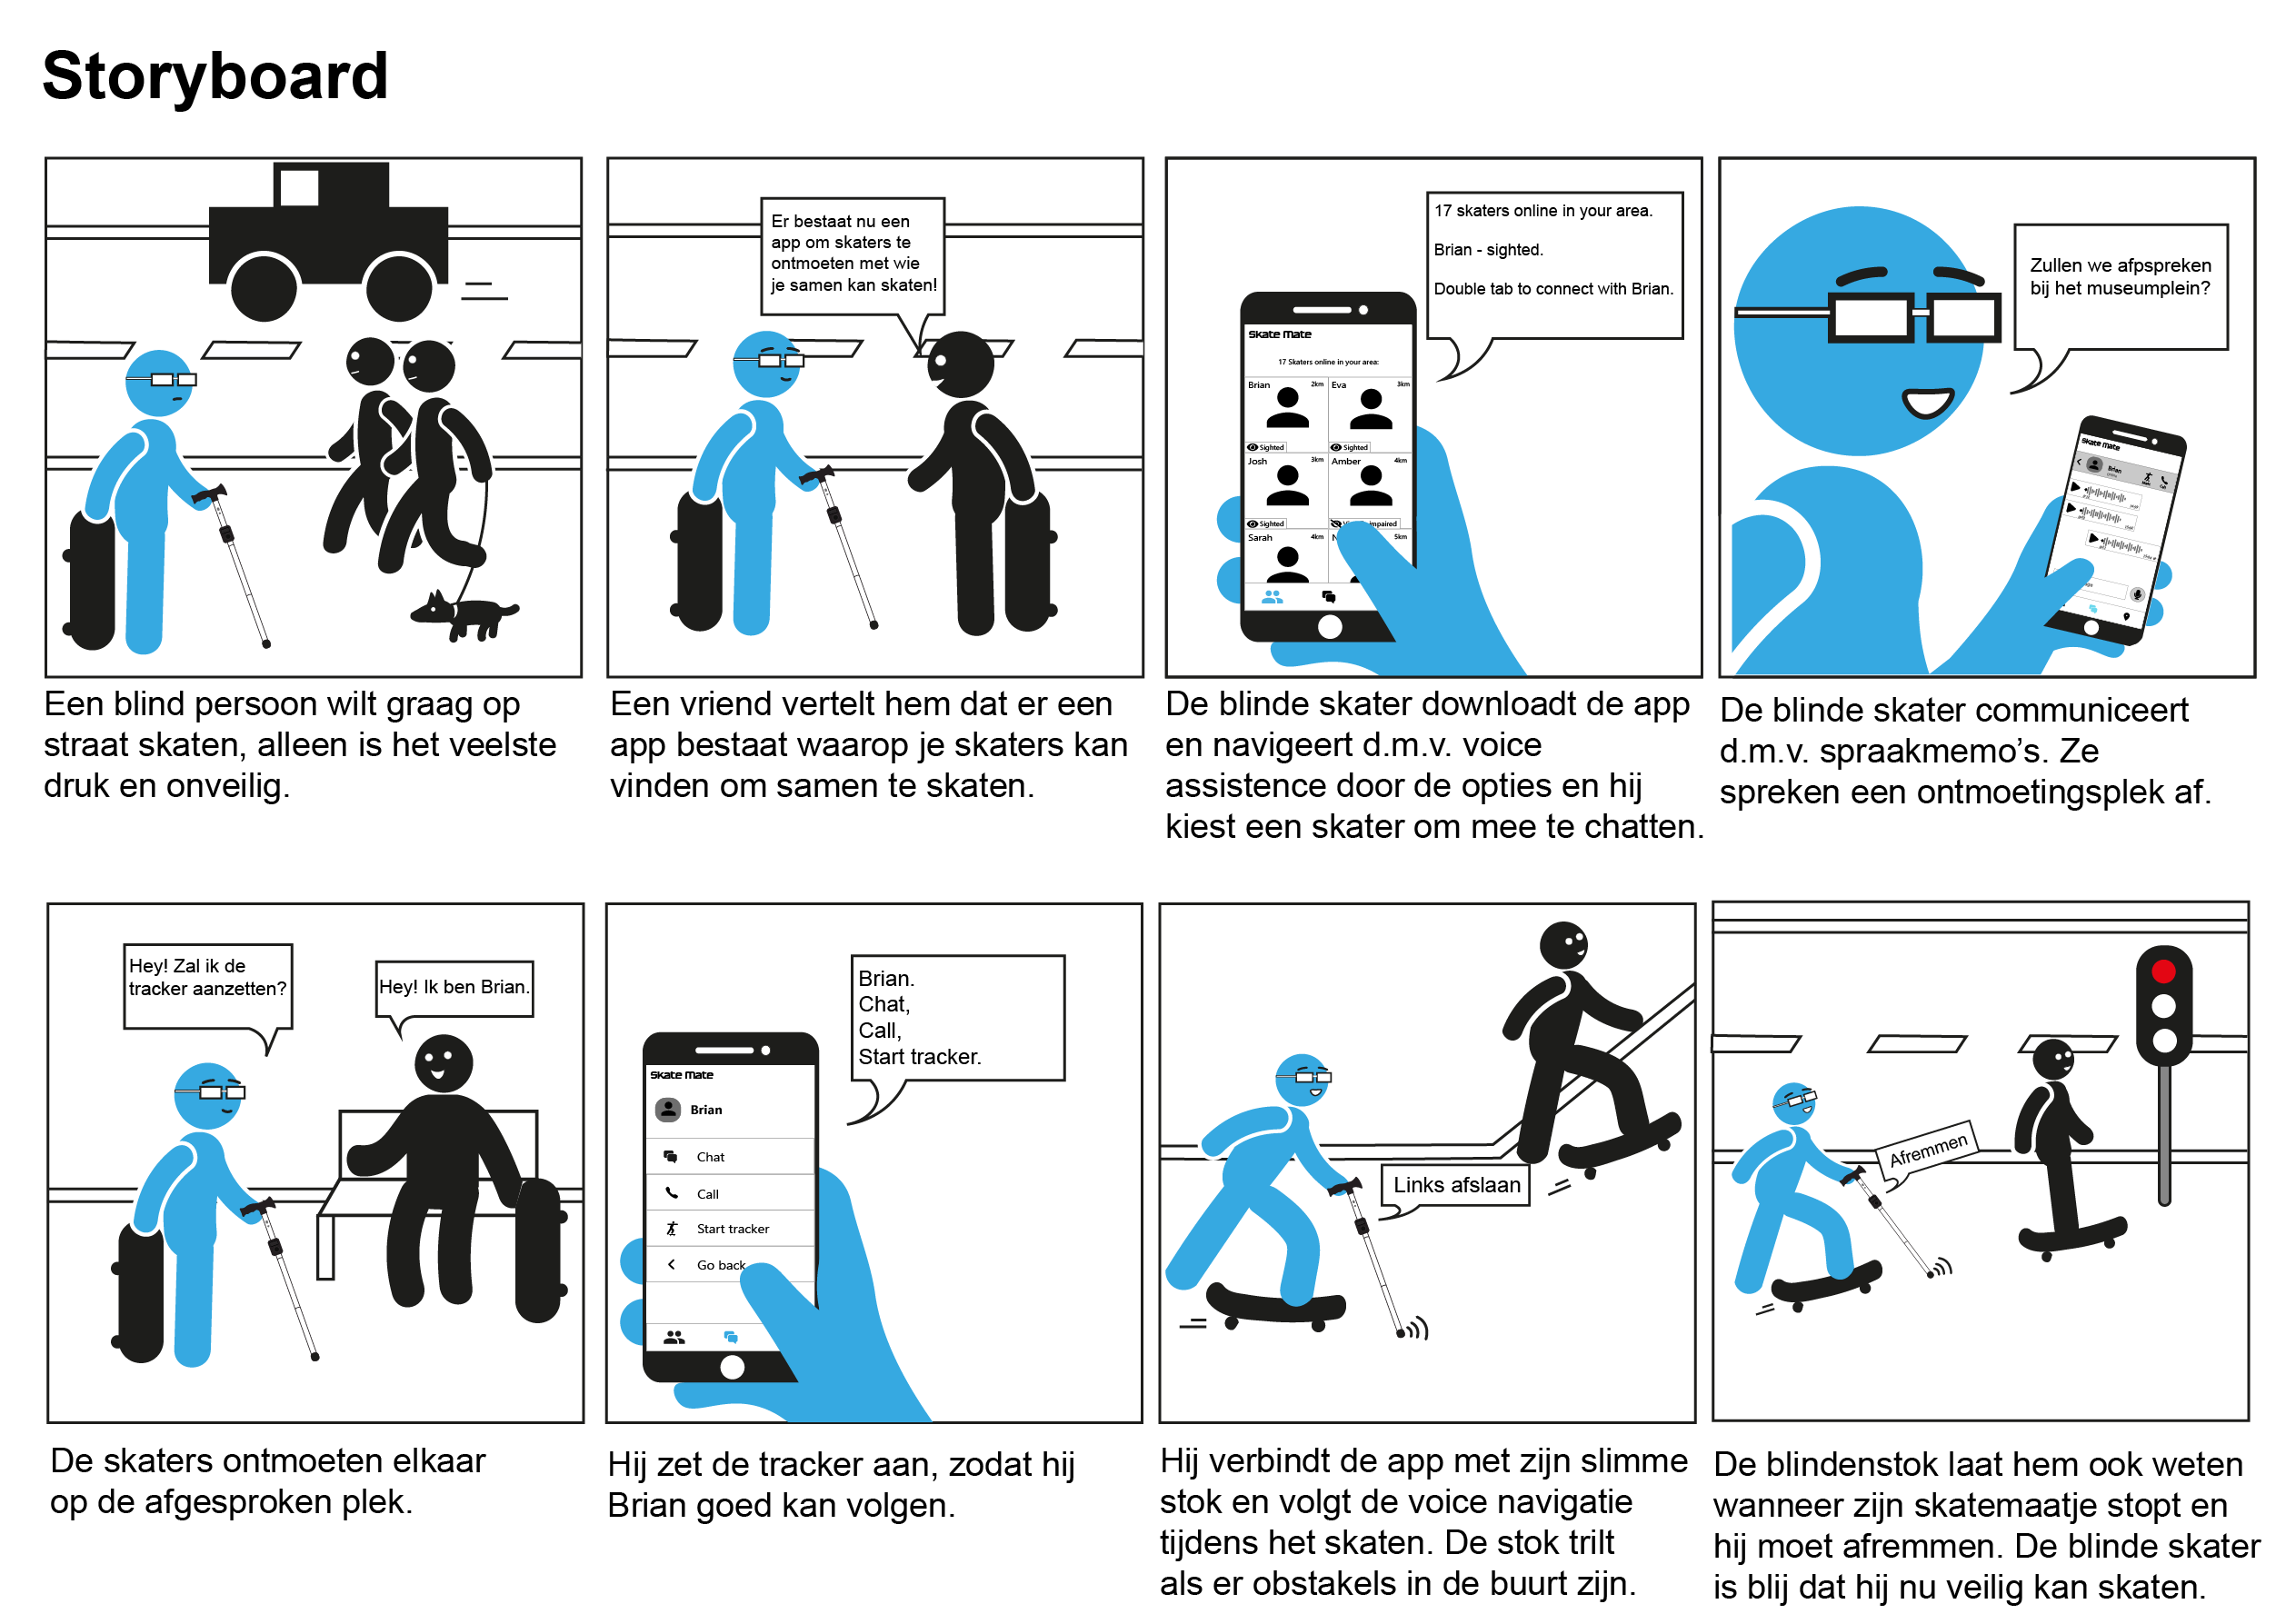 Storyboard
Er bestaat nu een
app om skaters te
ontmoeten met wie
je samen kan skaten!
Een blind persoon wilt graag op
straat skaten, alleen is het veelste
druk en onveilig.
Een vriend vertelt hem dat er een
app bestaat waarop je skaters kan
vinden om samen te skaten.
17 skaters online in your area.
Brian - sighted.
Double tab to connect with Brian.
Skate Mate
17 Skaters online in your area:
Brian 2km
Eva 3km
Sighted
Sighted
Josh 3km
Amber 4km
Sighted
impaired
Sarah 4km
5km
De blinde skater downloadt de app
en navigeert d.m.v. voice
assistence door de opties en hij
kiest een skater om mee te chatten.
Zullen we afpspreken
bij het museumplein?
Skate Mate
Brian
De blinde skater communiceert
d.m.v. spraakmemo's. Ze
spreken een ontmoetingsplek af.
Hey! Zal ik de
tracker aanzetten?
Hey! Ik ben Brian.
De skaters ontmoeten elkaar
op de afgesproken plek.
Brian.
Chat,
Call,
Start tracker.
Skate Mate
Brian
Chat
Call
Start tracker
Go back
Hij zet de tracker aan, zodat hij
Brian goed kan volgen.
Links afslaan
Hij verbindt de app met zijn slimme
stok en volgt de voice navigatie
tijdens het skaten. De stok trilt
als er obstakels in de buurt zijn.
Afremmen
De blindenstok laat hem ook weten
wanneer zijn skatemaatje stopt en
hij moet afremmen. De blinde skater
is blij dat hij nu veilig kan skaten.